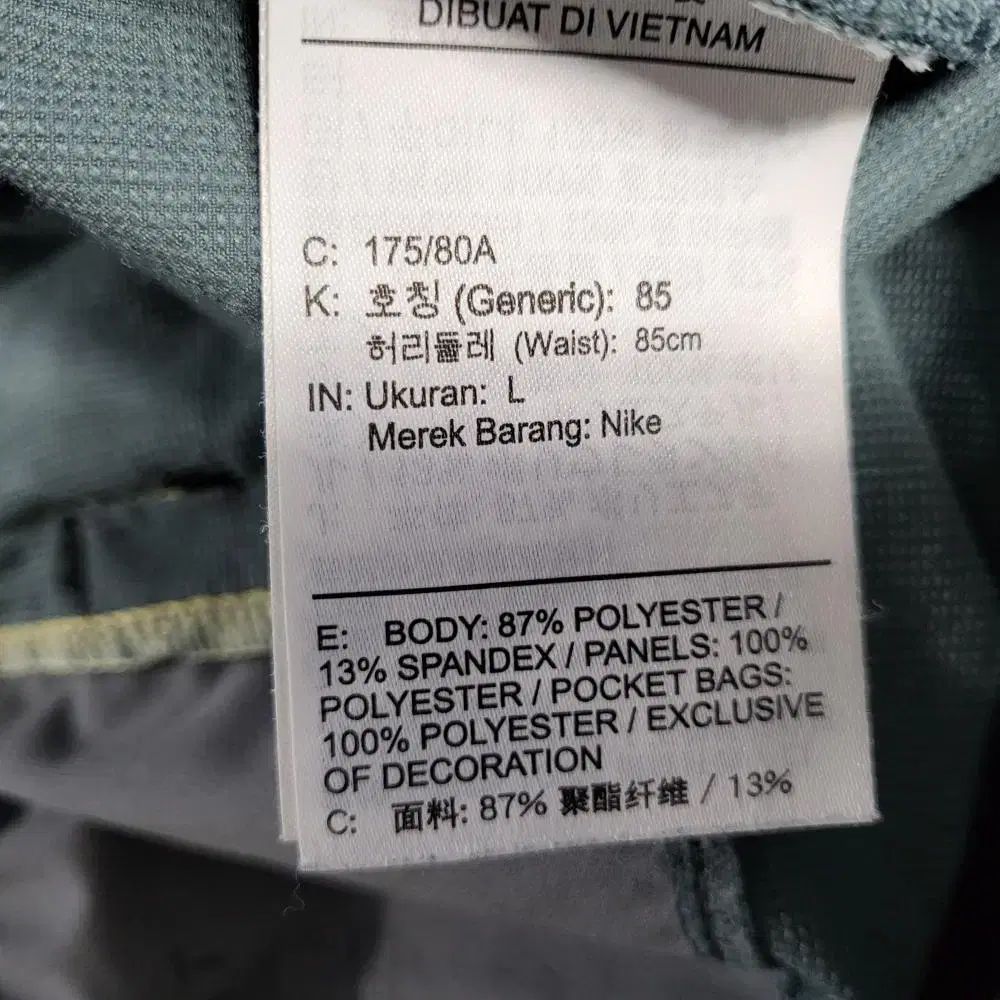 DIBUAT DI VIETNAM
C: 175/80A
K: 호칭 (Generic): 85
허리둘레 (Waist): 85cm
IN: Ukuran: L
Merek Barang: Nike
E: BODY: 87% POLYESTER /
13% SPANDEX / PANELS: 100%
POLYESTER / POCKET BAGS:
100% POLYESTER / EXCLUSIVE
OF DECORATION
C: 面料: 87% 聚酯纤维 / 13%